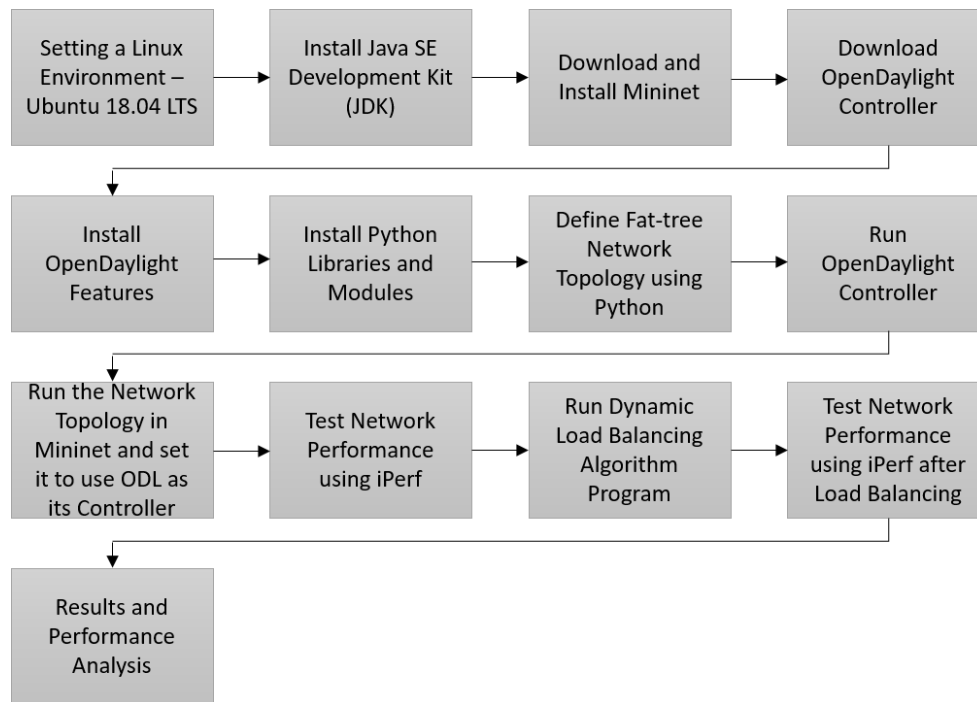 Setting a Linux
Environment –
Ubuntu 18.04 LTS
Install Java SE
Development Kit
(JDK)
Download and
Install Mininet
Download
OpenDaylight
Controller
Install
OpenDaylight
Features
Install Python
Libraries and
Modules
Define Fat-tree
Network
Topology using
Python
Run
OpenDaylight
Controller
Run the Network
Topology in
Mininet and set
it to use ODL as
its Controller
Test Network
Performance
using iPerf
Run Dynamic
Load Balancing
Algorithm
Program
Test Network
Performance
using iPerf after
Load Balancing
Results and
Performance
Analysis